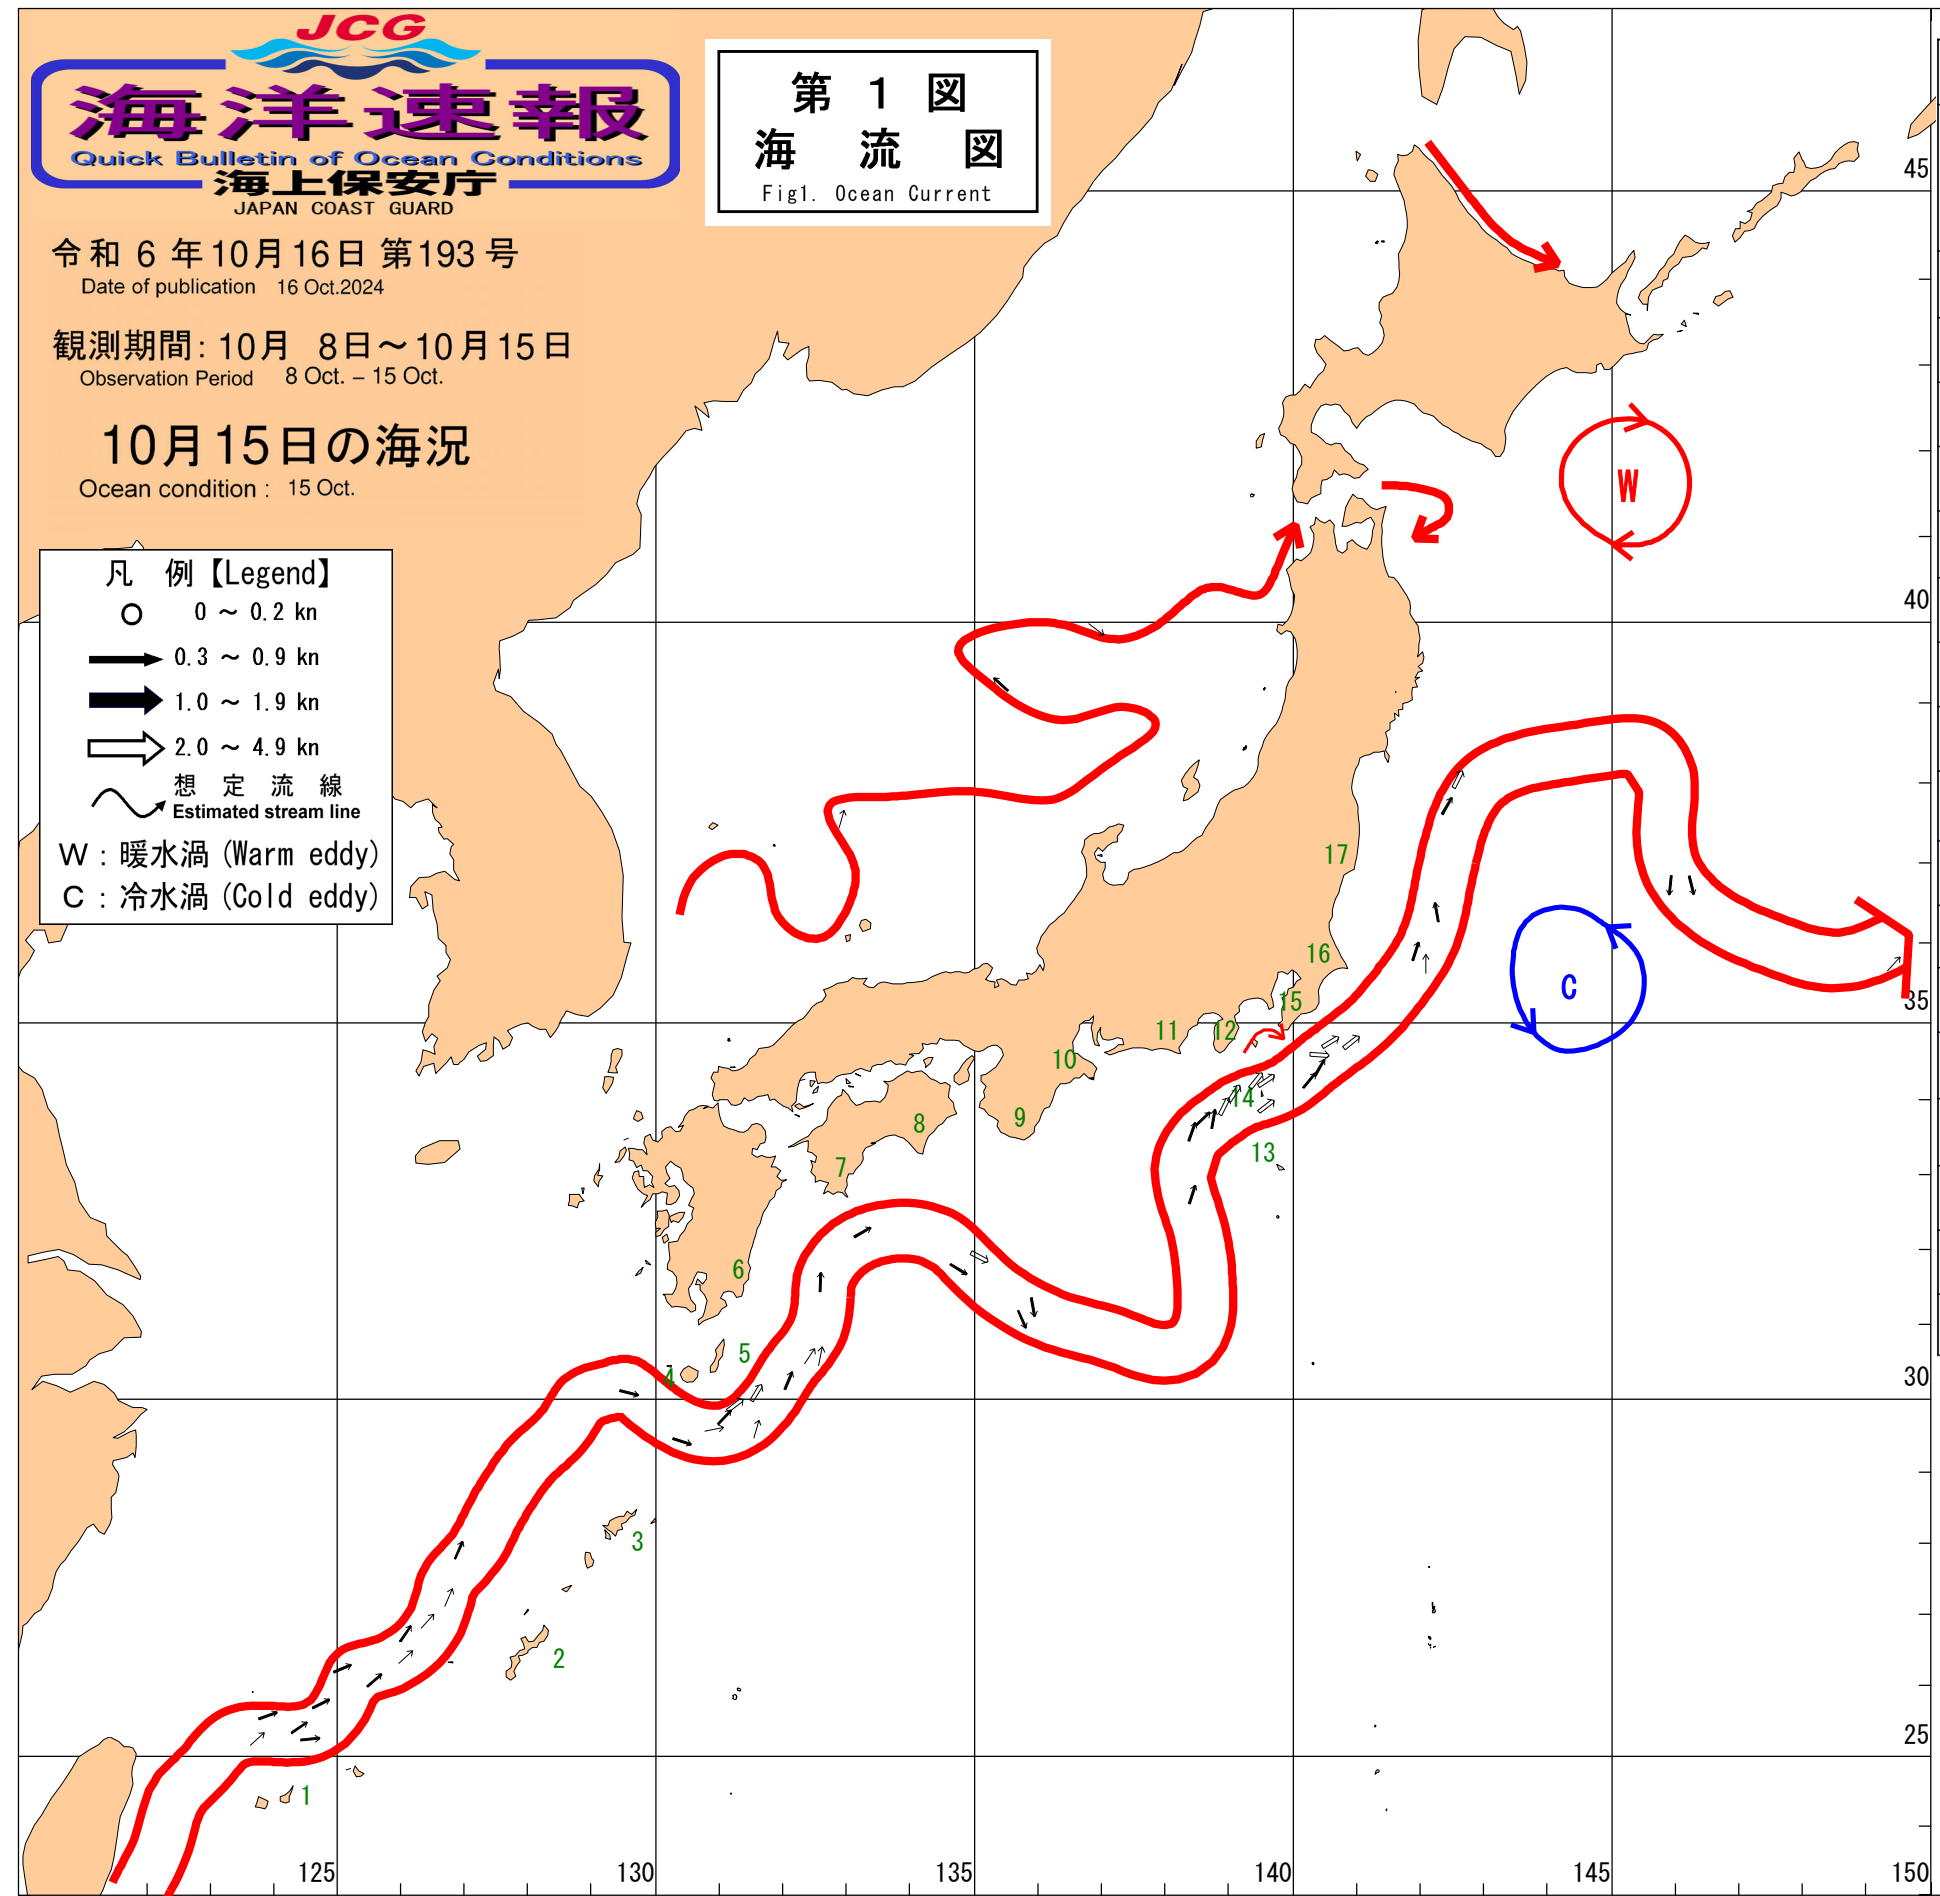 JCG
海洋速報
Quick Bulletin of Ocean Conditions
海上保安庁
JAPAN COAST GUARD
第 1 図
海 流 図
Fig1. Ocean Current
令和 6 年10月16日 第193号
Date of publication 16 Oct.2024
観測期間: 10月 8日～10月15日
Observation Period 8 Oct. – 15 Oct.
10月15日の海況
Ocean condition : 15 Oct.
凡 例【Legend】
0 ～ 0.2 kn
0.3 ～ 0.9 kn
1.0 ～ 1.9 kn
2.0 ～ 4.9 kn
想 定 流 線
Estimated stream line
W : 暖水渦 (Warm eddy)
C : 冷水渦 (Cold eddy)
45
W
40
17
16
C
15
35
11
12
10
14
9
8
13
7
6
5
4
30
3
2
25
1
125
130
135
140
145
150